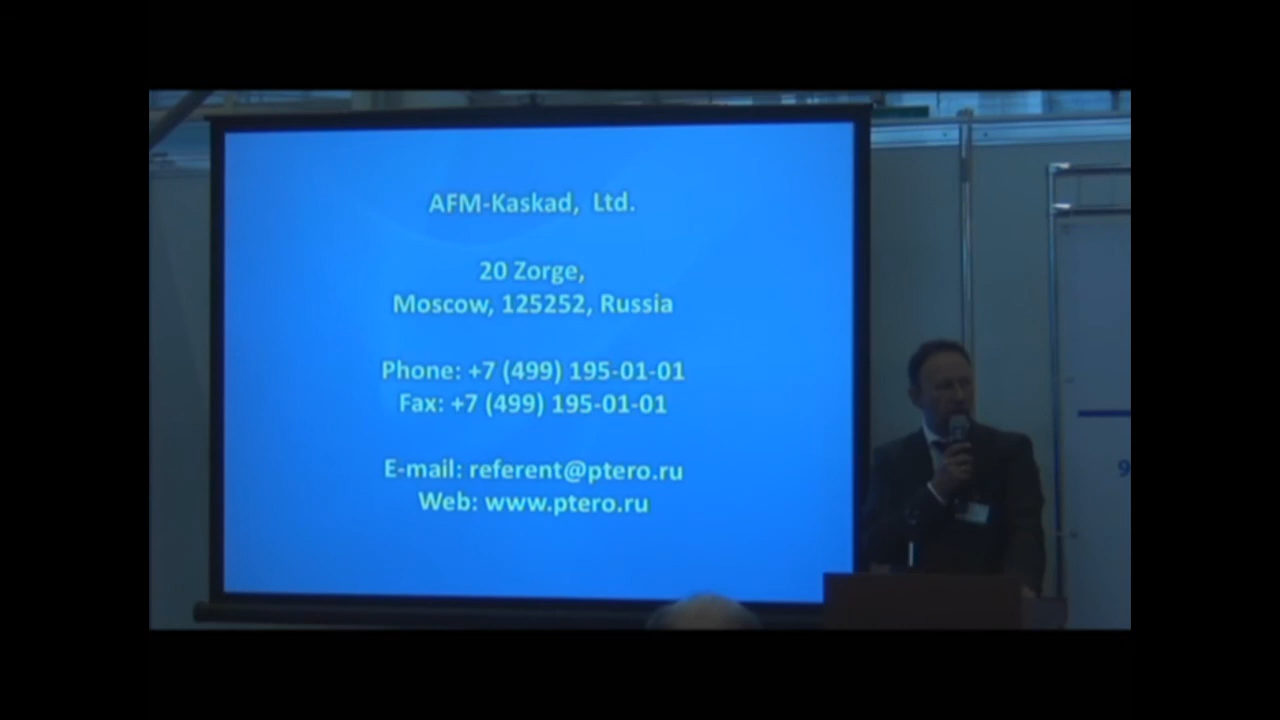 AFM-Kaskad, Ltd.
20 Zorge,
Moscow, 125252, Russia
Phone: +7 (499) 195-01-01
Fax: +7 (499) 195-01-01
E-mail: referent@ptero.ru
Web: www.ptero.ru
9